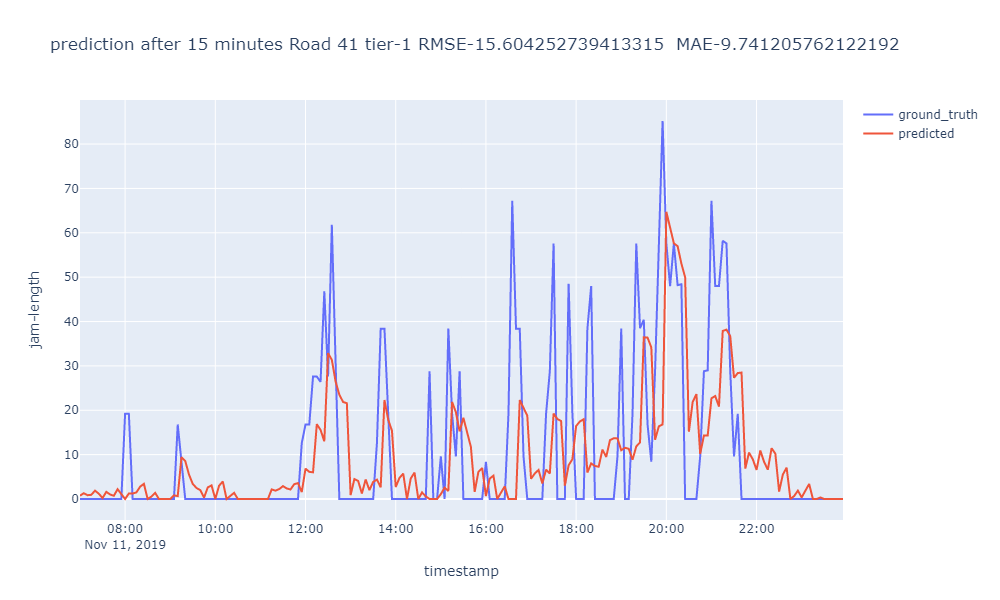 prediction after 15 minutes Road 41 tier-1 RMSE-15.604252739413315  MAE-9.741205762122192
ground_truth
predicted
80
70
60
50
40
30
20
10
0
jam-length
08:00 10:00 12:00 14:00 16:00 18:00 20:00 22:00
Nov 11, 2019
timestamp